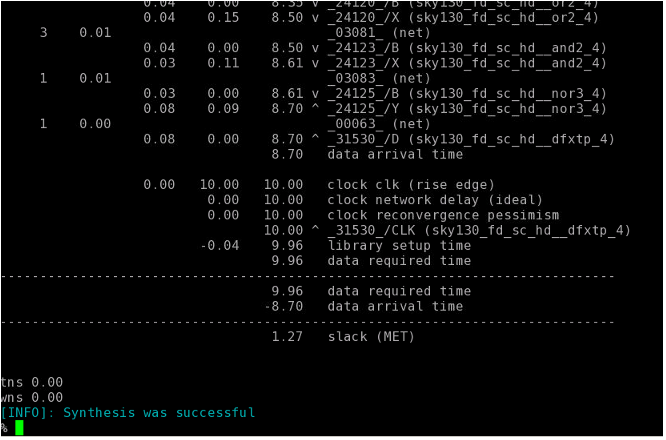 0.04 0.00 8.35 v _24120_/B (sky130_fd_sc_hd__or2_4)
0.04 0.15 8.50 v _24120_/X (sky130_fd_sc_hd__or2_4)
3 0.01 _03081_ (net)
0.04 0.00 8.50 v _24123_/B (sky130_fd_sc_hd__and2_4)
0.03 0.11 8.61 v _24123_/X (sky130_fd_sc_hd__and2_4)
1 0.01 _03083_ (net)
0.03 0.00 8.61 v _24125_/B (sky130_fd_sc_hd__nor3_4)
0.08 0.09 8.70 ^ _24125_/Y (sky130_fd_sc_hd__nor3_4)
1 0.00 _00063_ (net)
0.08 0.00 8.70 ^ _31530_/D (sky130_fd_sc_hd__dfxtp_4)
8.70 data arrival time
0.00 10.00 10.00 clock clk (rise edge)
0.00 10.00 clock network delay (ideal)
0.00 10.00 clock reconvergence pessimism
10.00 ^ _31530_/CLK (sky130_fd_sc_hd__dfxtp_4)
-0.04 9.96 library setup time
9.96 data required time
-----------------------------------------------------------------------------
9.96 data required time
-8.70 data arrival time
-----------------------------------------------------------------------------
1.27 slack (MET)
tns 0.00
wns 0.00
[INFO]: Synthesis was successful
%